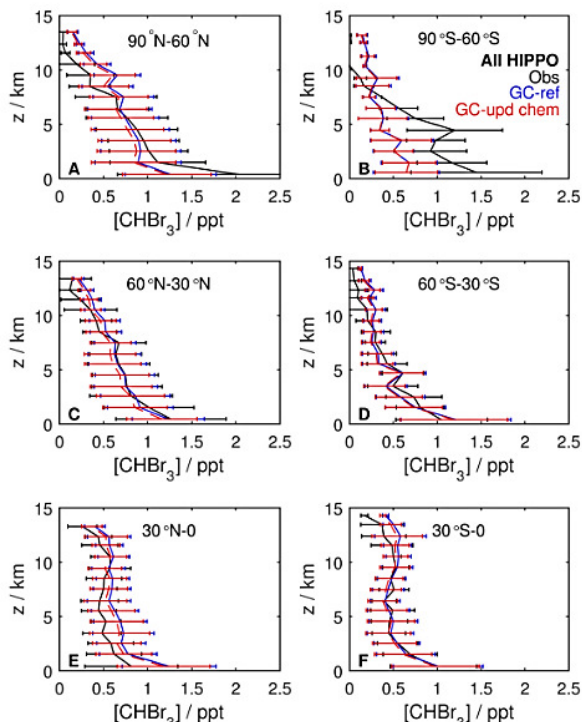 90°N-60°N
15
10
5
0
z / km
A
0 0.5 1 1.5 2 2.5
[CHBr3] / ppt
90°S-60°S
All HIPPO
Obs
GC-ref
GC-upd chem
15
10
5
0
z / km
B
0 0.5 1 1.5 2 2.5
[CHBr3] / ppt
60°N-30°N
15
10
5
0
z / km
C
0 0.5 1 1.5 2 2.5
[CHBr3] / ppt
60°S-30°S
15
10
5
0
z / km
D
0 0.5 1 1.5 2 2.5
[CHBr3] / ppt
30°N-0
15
10
5
0
z / km
E
0 0.5 1 1.5 2 2.5
[CHBr3] / ppt
30°S-0
15
10
5
0
z / km
F
0 0.5 1 1.5 2 2.5
[CHBr3] / ppt